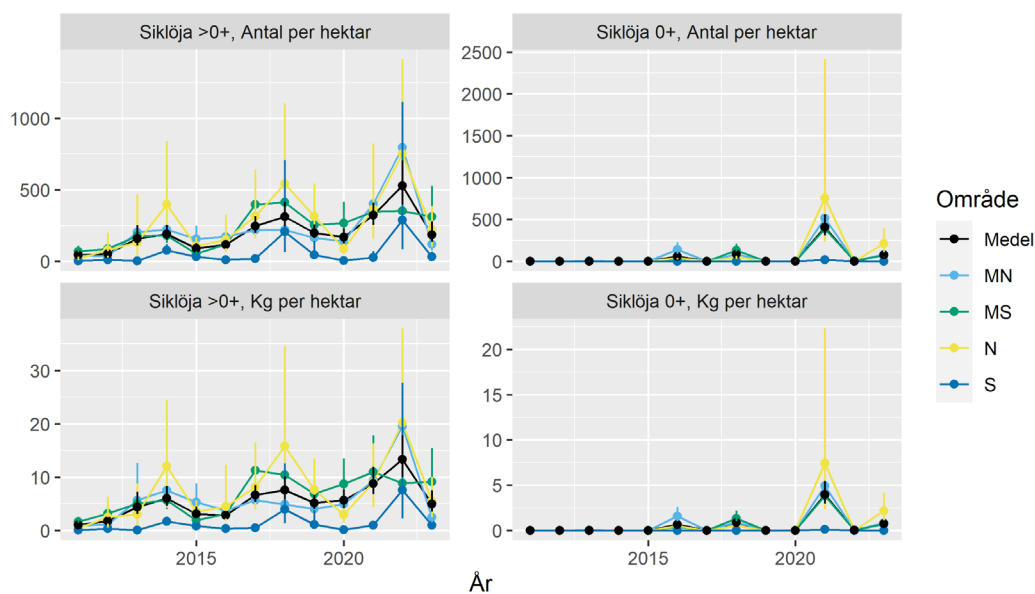 Siklöja >0+, Antal per hektar
Siklöja 0+, Antal per hektar
1000
500
0
2500
2000
1500
1000
500
0
Siklöja >0+, Kg per hektar
Siklöja 0+, Kg per hektar
30
20
10
0
20
15
10
5
0
2015
2020
2015
2020
År
Område
Medel
MN
MS
N
S